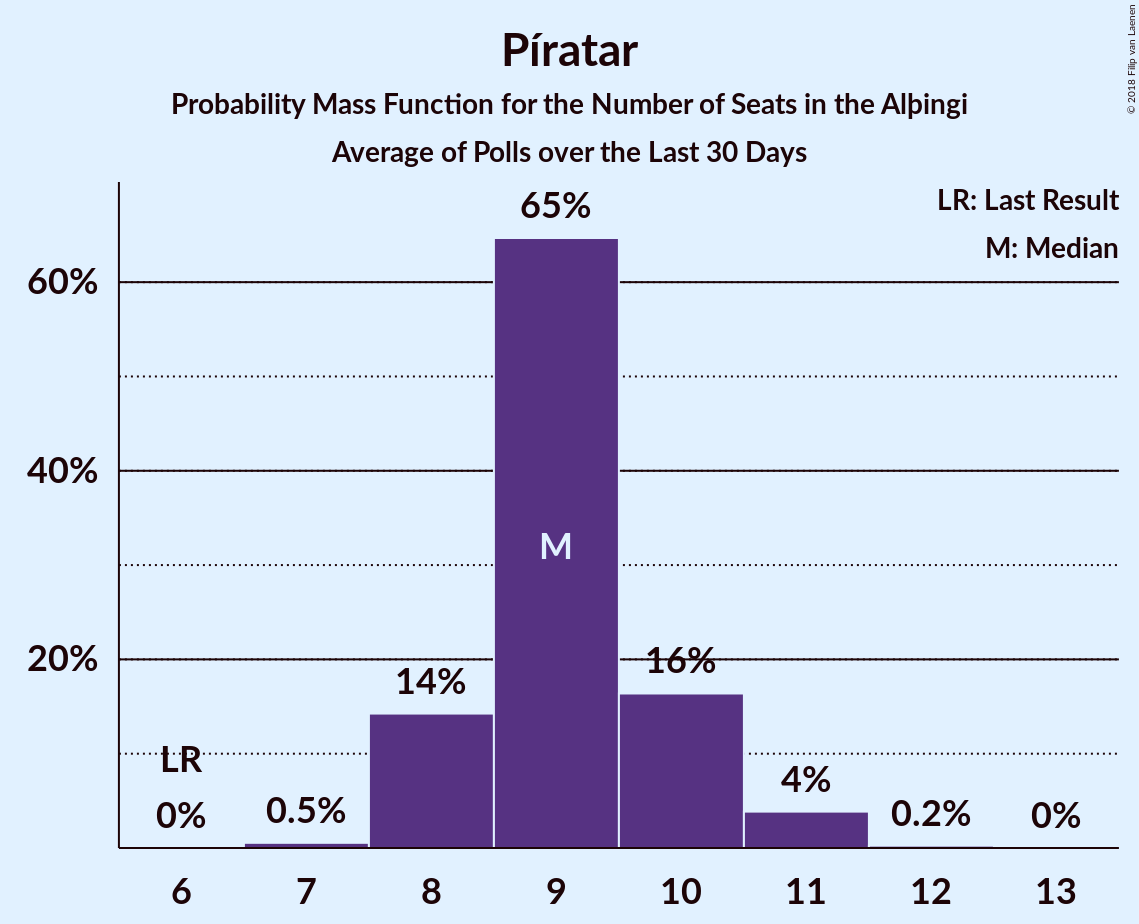 Píratar
Probability Mass Function for the Number of Seats in the Alþingi
Average of Polls over the Last 30 Days
© 2018 Filip van Laenen
LR: Last Result
M: Median
60%
40%
20%
LR
0%
0.5%
14%
65%
M
16%
4%
0.2%
0%
6 7 8 9 10 11 12 13